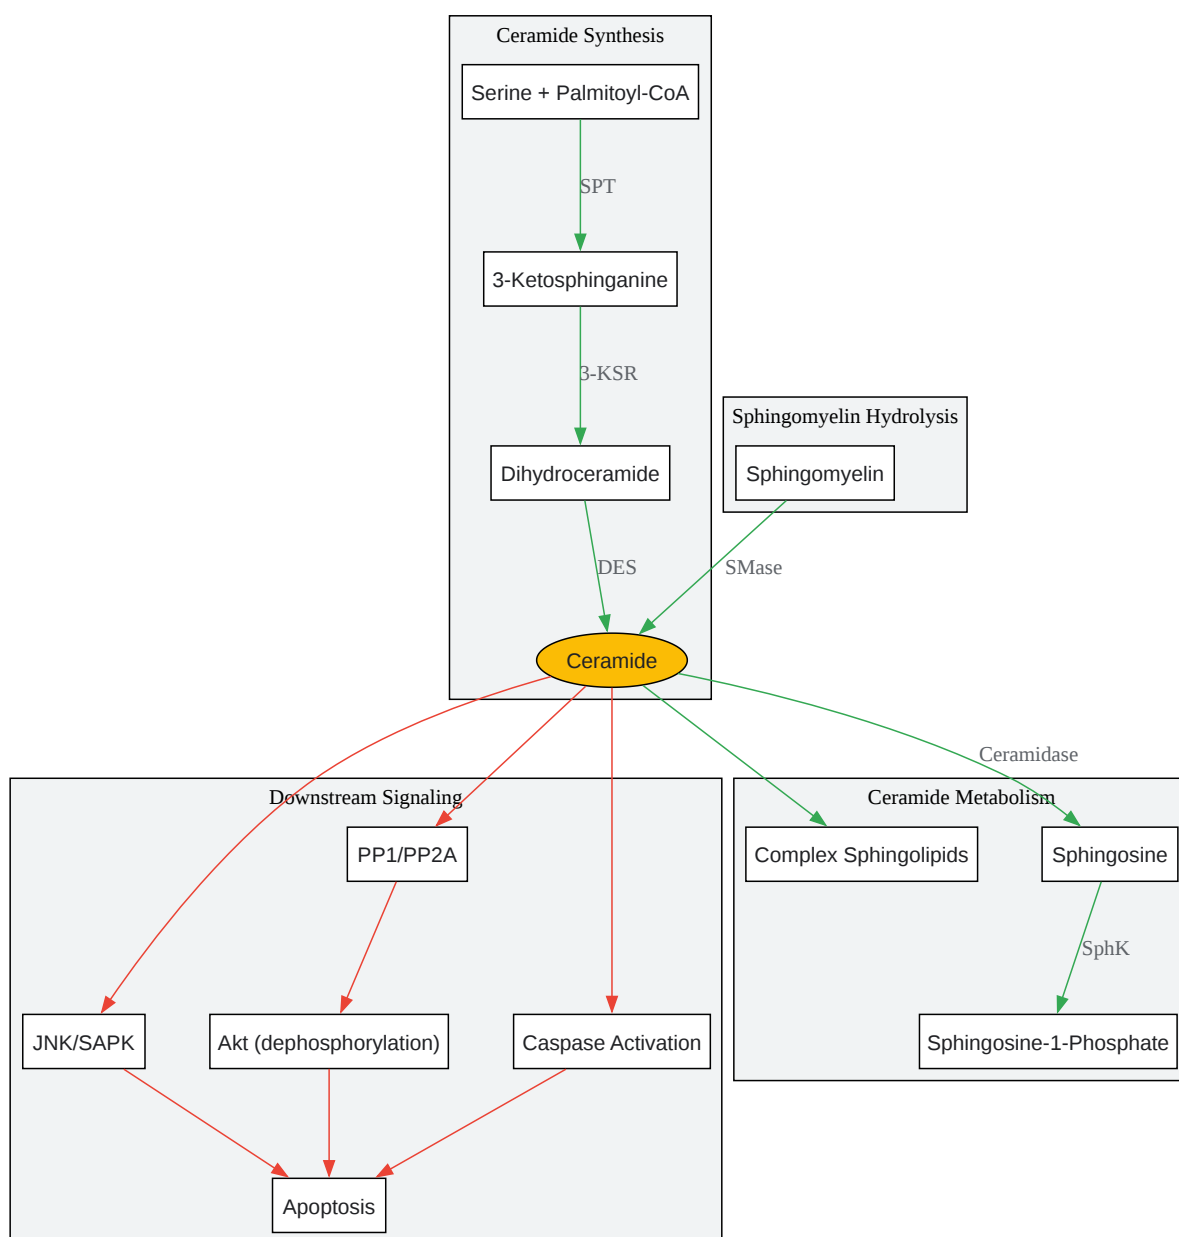 Ceramide Synthesis
Serine + Palmitoyl-CoA
SPT
3-Ketosphinganine
3-KSR
Sphingomyelin Hydrolysis
Dihydroceramide
Sphingomyelin
DES
SMase
Ceramide
Ceramidase
Downstream Signaling
Ceramide Metabolism
PP1/PP2A
Complex Sphingolipids
Sphingosine
SphK
JNK/SAPK
Akt (dephosphorylation)
Caspase Activation
Sphingosine-1-Phosphate
Apoptosis